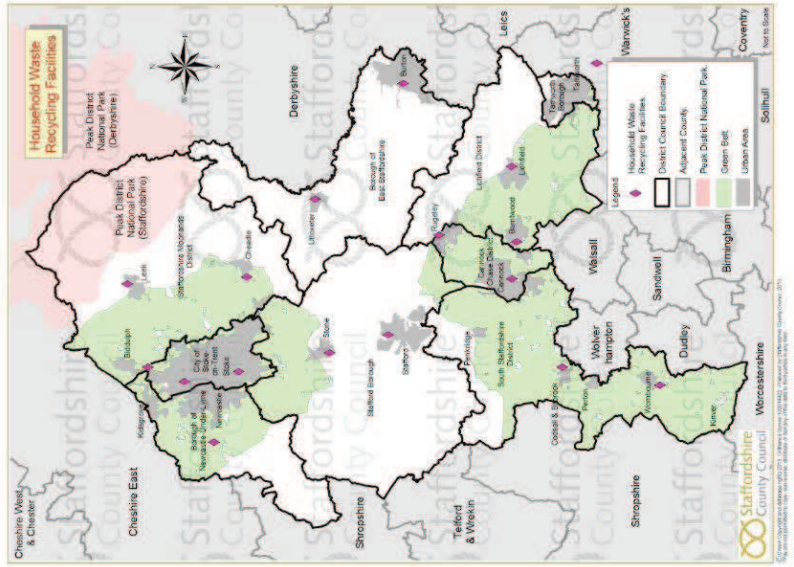 Household Waste
Recycling Facilities
Cheshire West
& Chester
Cheshire East
Peak District
National Park
(Derbyshire)
Peak District
National Park
(Staffordshire)
Derbyshire
Leics
Warwick's
Coventry
Solihull
Birmingham
Sandwell
Walsall
Wolver
hampton
Dudley
Worcestershire
Shropshire
Telford
& Wrekin
Shropshire
Staffordshire Moorlands
District
Biddulph
Leek
Cheadle
Kidsgrove
City of
Stoke-
on-Trent
Stoke
Borough of
Newcastle-Under-Lyme
Newcastle
Stone
Stafford Borough
Stafford
Uttoxeter
Borough of
East Staffordshire
Burton
Rugeley
Cannock
Chase District
Cannock
Burntwood
Lichfield District
Lichfield
Tamworth
Borough
Tamworth
Penkridge
South Staffordshire
District
Codsall & Bilbrook
Perton
Wombourne
Kinver
Legend
Household Waste
Recycling Facilities.
District Council Boundary.
Adjacent County.
Peak District National Park.
Green Belt.
Urban Area.
Not to Scale
Staffordshire
County Council